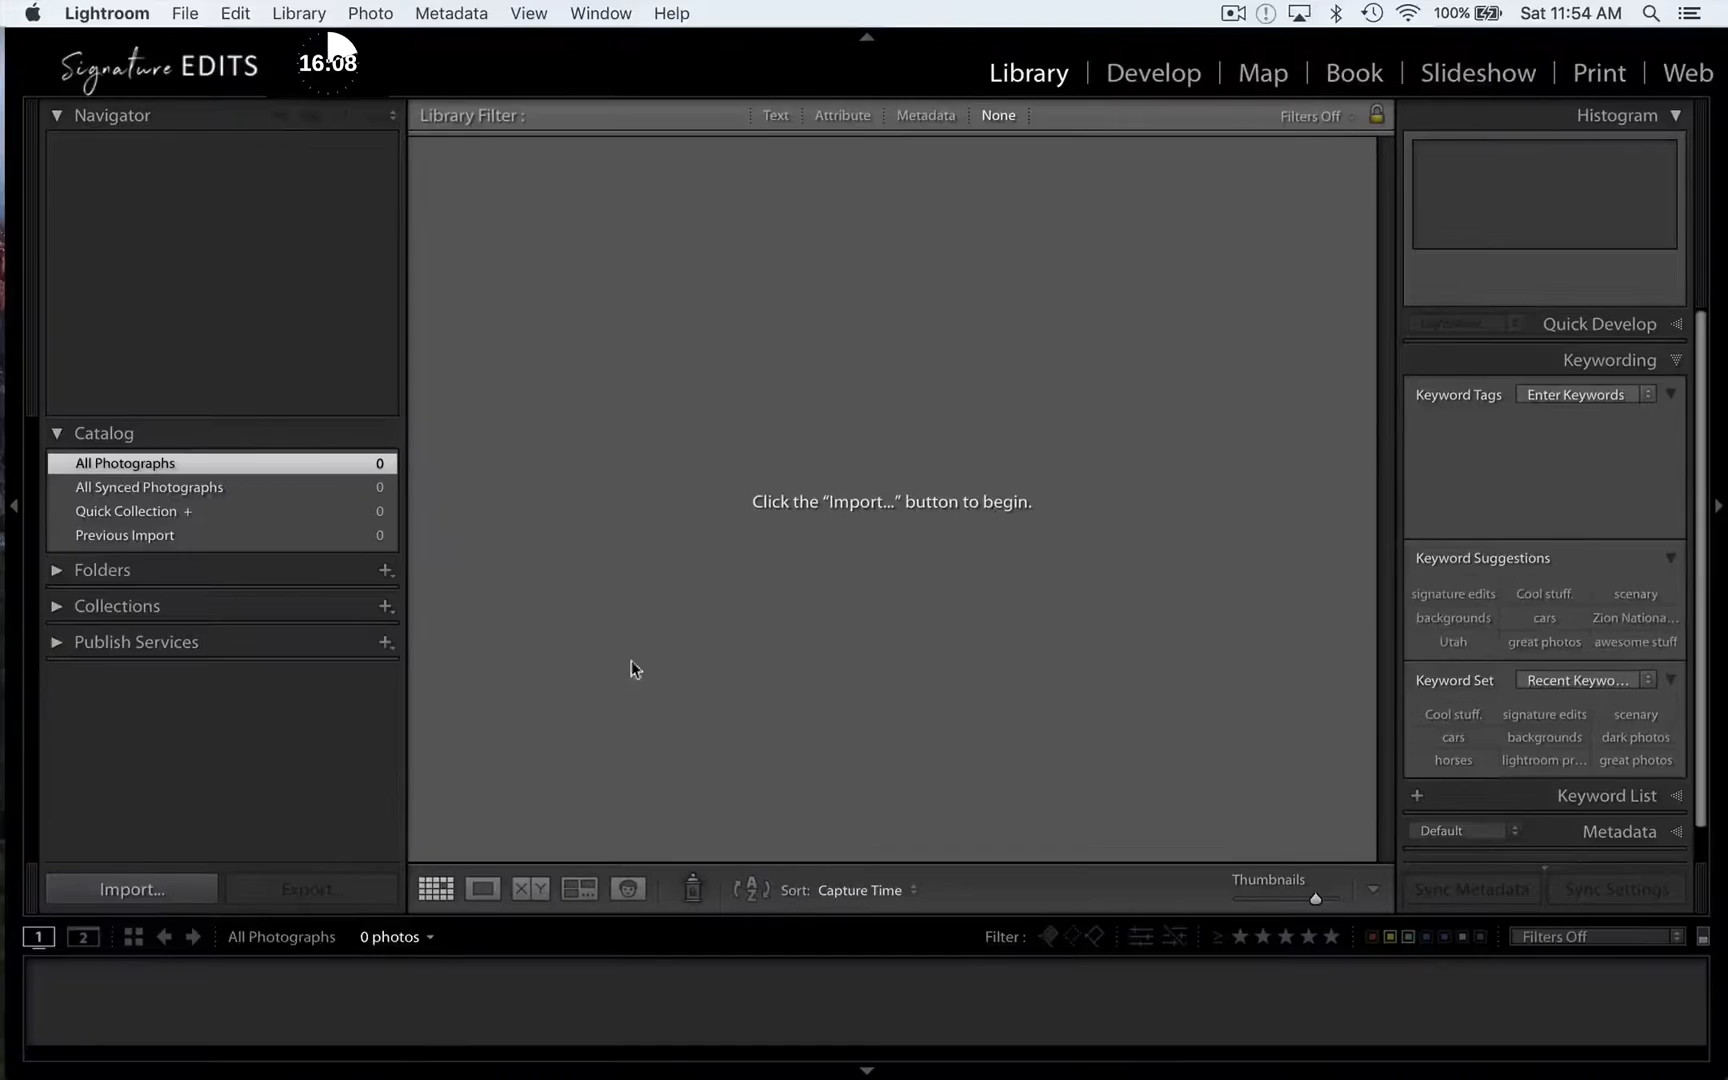 Lightroom File Edit Library Photo Metadata View Window Help 100% Sat 11:54 AM
Signature EDITS 16:08 Library Develop Map Book Slideshow Print Web
Navigator
Library Filter : Text Attribute Metadata None Filters Off
Histogram
Quick Develop
Keywording
Keyword Tags Enter Keywords
Catalog
All Photographs 0
All Synced Photographs 0
Quick Collection + 0
Previous Import 0
Folders
Collections
Publish Services
Click the “Import...” button to begin.
Keyword Suggestions
signature edits Cool stuff. scenary
backgrounds cars Zion Nationa...
Utah great photos awesome stuff
Keyword Set Recent Keywo...
Cool stuff. signature edits scenary
cars backgrounds dark photos
horses lightroom pr... great photos
Keyword List
Default Metadata
Import... Export...
XY
AZ
Sort: Capture Time
Thumbnails
Sync Metadata Sync Settings
1 2 All Photographs 0 photos Filter : ≥ Filters Off